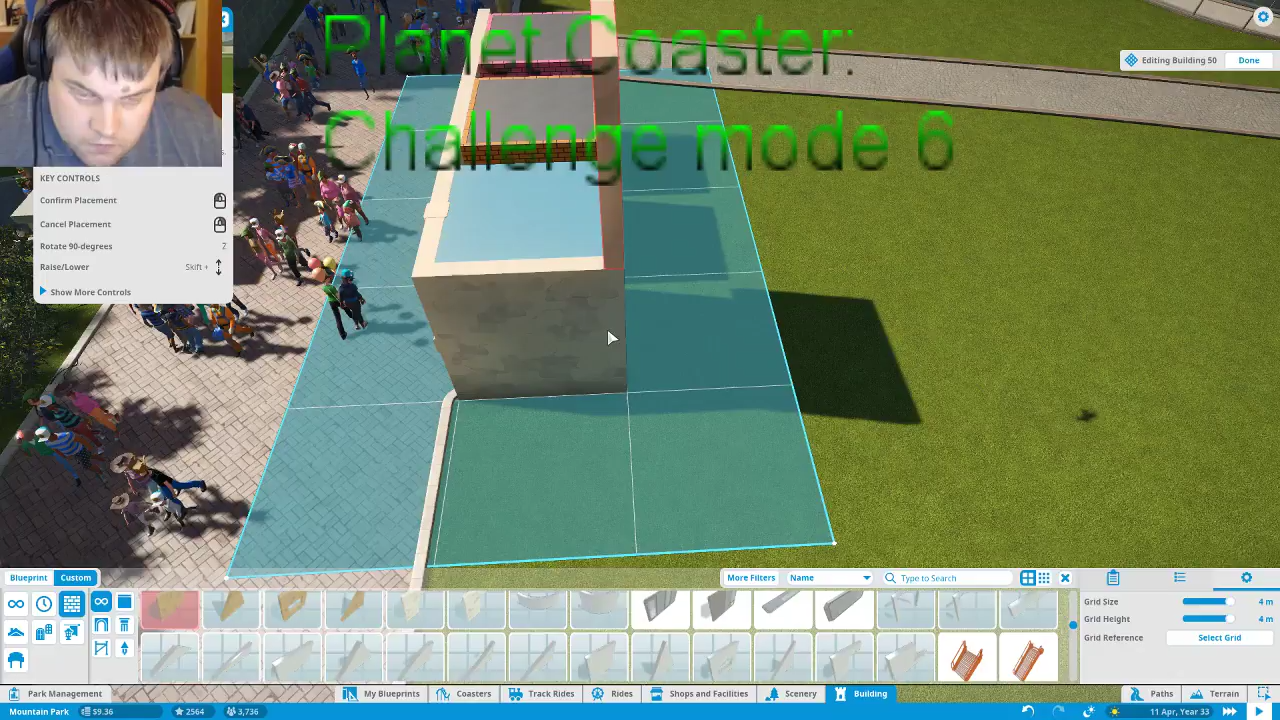 Planet Coaster:
Challenge mode 6
3
Editing Building 50
Done
KEY CONTROLS
Confirm Placement
Cancel Placement
Rotate 90-degrees Z
Raise/Lower Skift +
Show More Controls
Blueprint
Custom
More Filters
Name
Type to Search
Grid Size 4 m
Grid Height 4 m
Grid Reference Select Grid
Park Management
My Blueprints
Coasters
Track Rides
Rides
Shops and Facilities
Scenery
Building
Paths
Terrain
Mountain Park
$9.36
2564
3,736
11 Apr, Year 33